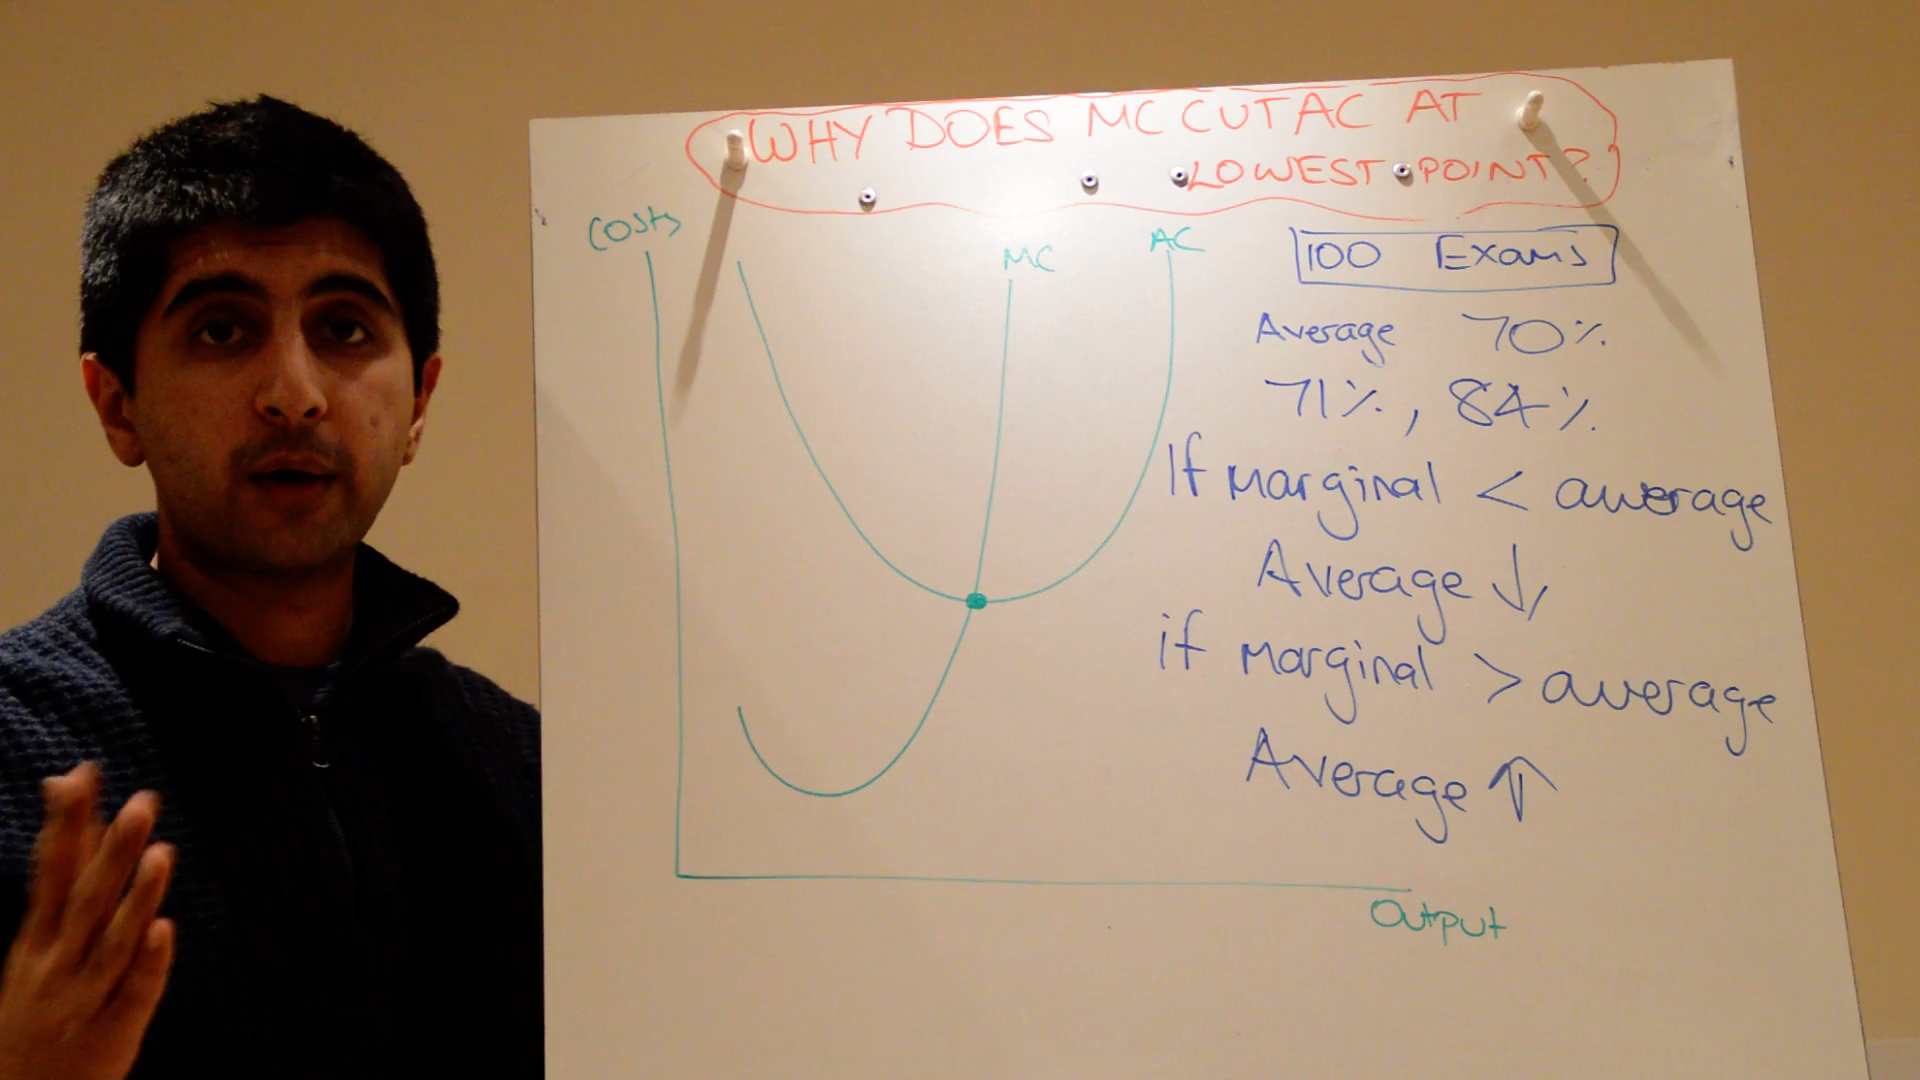 WHY DOES MC CUT AC AT
LOWEST POINT?
Costs
MC
AC
100 Exams
Average 70%
71%, 84%
If marginal < average
Average ↓
if marginal > average
Average ↑
Output